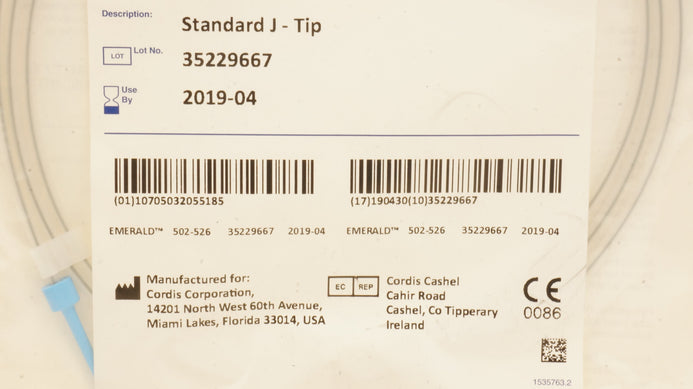 Description:
Standard J - Tip
LOT Lot No.
35229667
Use
By
2019-04
(01)10705032055185
(17)190430(10)35229667
EMERALD™ 502-526 35229667 2019-04
EMERALD™ 502-526 35229667 2019-04
Manufactured for:
Cordis Corporation,
14201 North West 60th Avenue,
Miami Lakes, Florida 33014, USA
EC REP
Cordis Cashel
Cahir Road
Cashel, Co Tipperary
Ireland
CE
0086
1535763.2